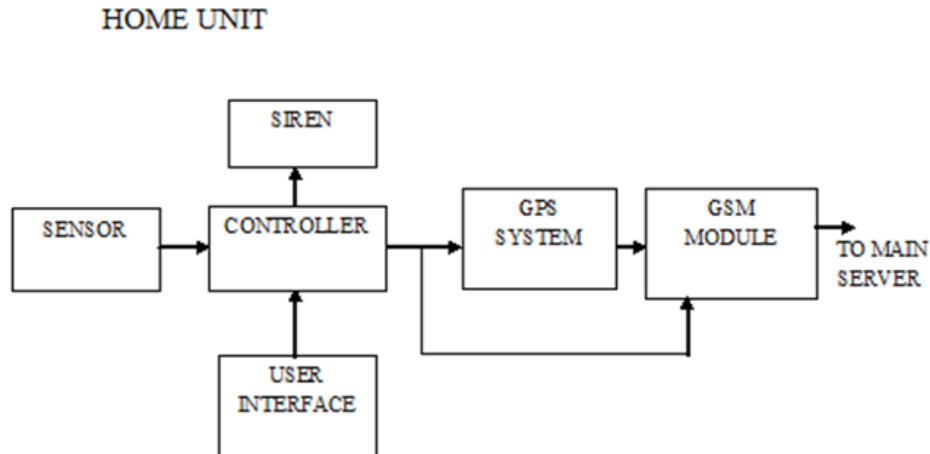 HOME UNIT
SIREN
SENSOR
CONTROLLER
GPS
SYSTEM
GSM
MODULE
TO MAIN
SERVER
USER
INTERFACE